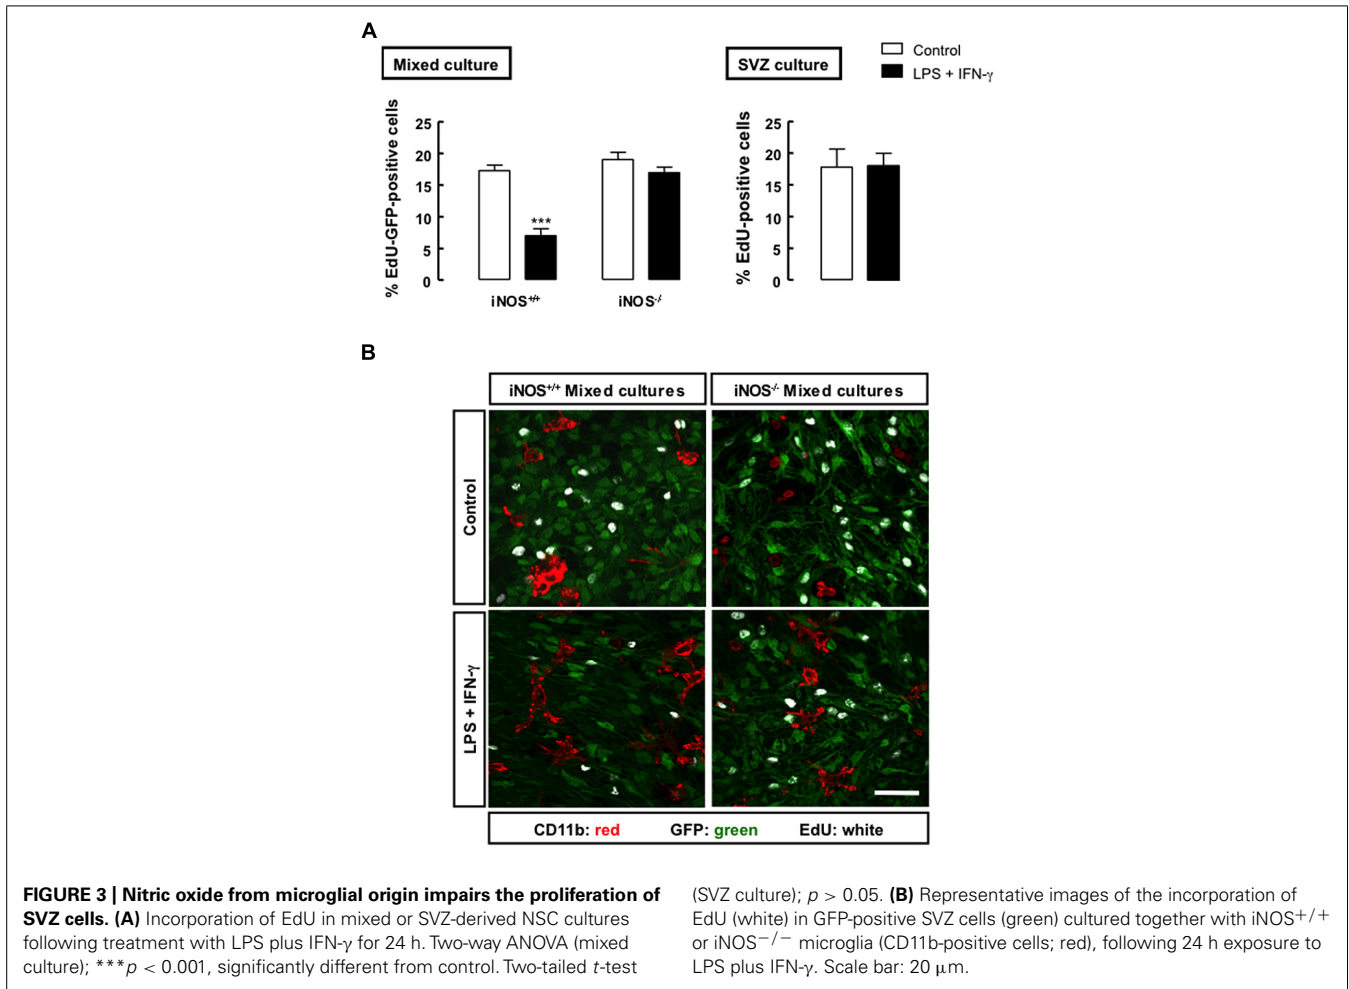 A
Mixed culture
SVZ culture
Control
LPS + IFN-γ
% EdU-GFP-positive cells
25
20
15
10
5
0
***
iNOS+/+
iNOS-/-
% EdU-positive cells
25
20
15
10
5
0
B
iNOS+/+ Mixed cultures
iNOS-/- Mixed cultures
Control
LPS + IFN-γ
CD11b: red GFP: green EdU: white
FIGURE 3 | Nitric oxide from microglial origin impairs the proliferation of
SVZ cells. (A) Incorporation of EdU in mixed or SVZ-derived NSC cultures
following treatment with LPS plus IFN-γ for 24 h. Two-way ANOVA (mixed
culture); ***p < 0.001, significantly different from control. Two-tailed t-test
(SVZ culture); p > 0.05. (B) Representative images of the incorporation of
EdU (white) in GFP-positive SVZ cells (green) cultured together with iNOS+/+
or iNOS−/− microglia (CD11b-positive cells; red), following 24 h exposure to
LPS plus IFN-γ. Scale bar: 20 μm.